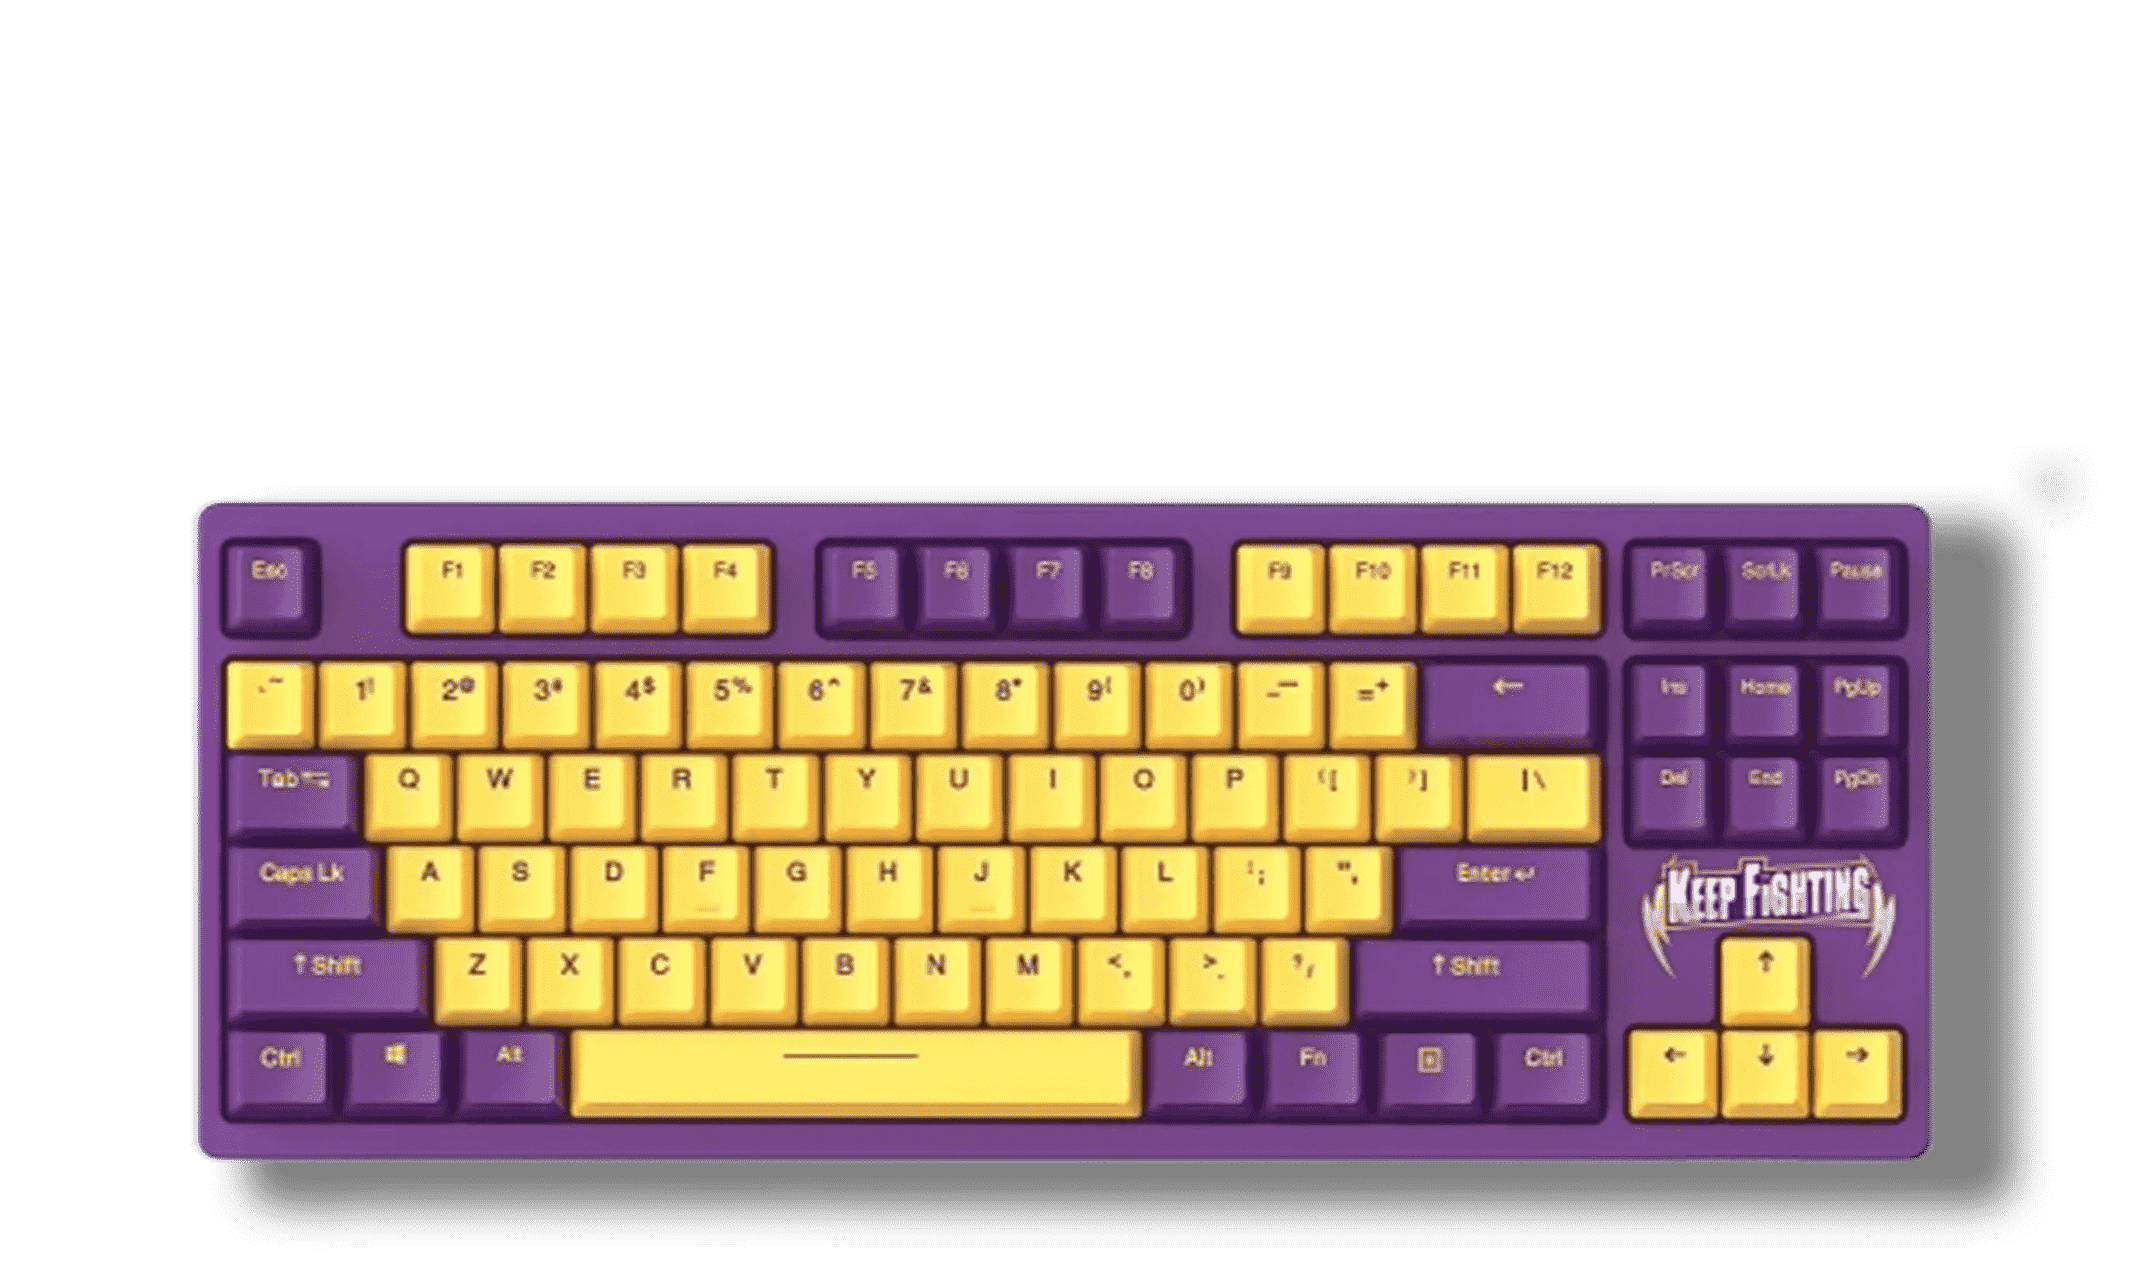 Esc F1 F2 F3 F4 F5 F6 F7 F8 F9 F10 F11 F12 PrScr ScrLk Pause
`~ 1! 2@ 3# 4$ 5% 6^ 7& 8* 9( 0) -— =+ ← Ins Home PgUp
Tab Q W E R T Y U I O P {[ }] |\ Del End PgDn
Caps Lk A S D F G H J K L :; ", Enter↵
KEEP FIGHTING
↑Shift Z X C V B N M <, >. ?/ ↑Shift ↑
Ctrl Alt Alt Fn Ctrl ← ↓ →